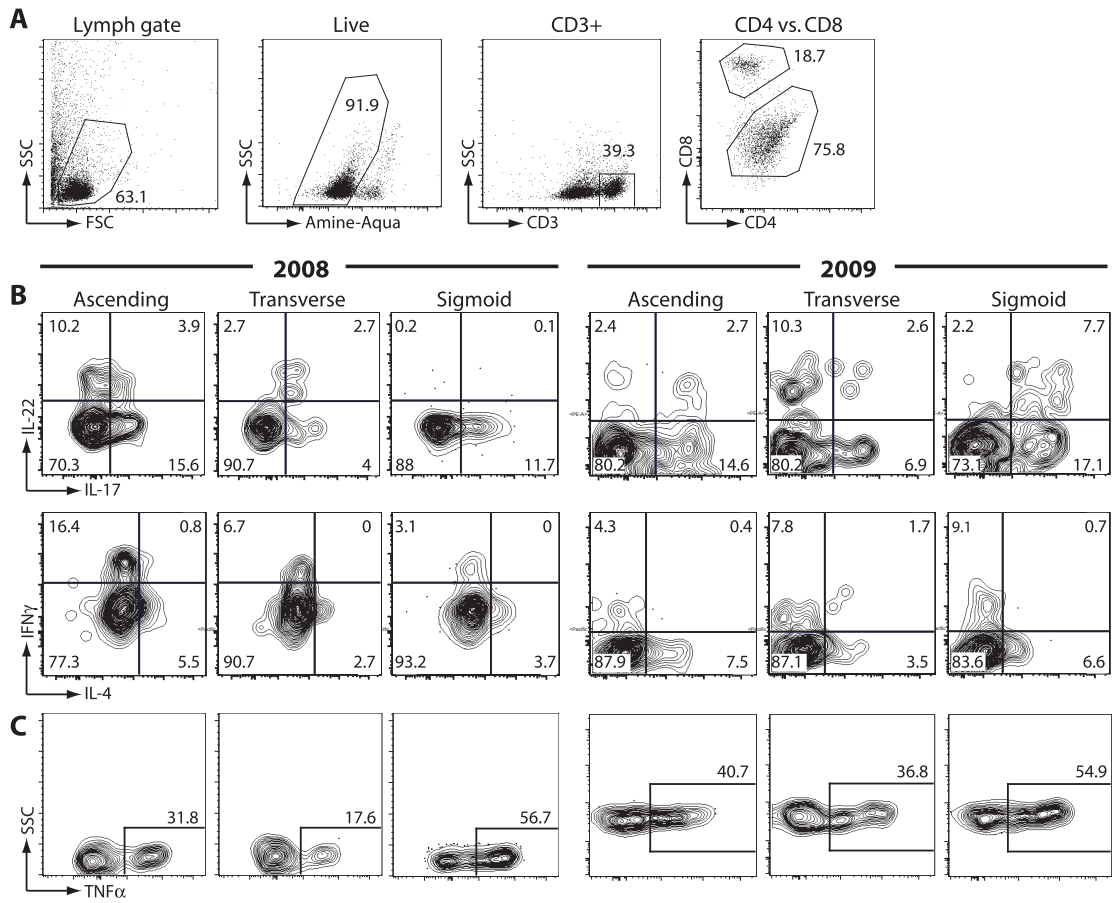 A
Lymph gate
Live
CD3+
CD4 vs. CD8
SSC
63.1
FSC
SSC
91.9
Amine-Aqua
SSC
39.3
CD3
CD8
18.7
75.8
CD4
2008
2009
B
Ascending
Transverse
Sigmoid
Ascending
Transverse
Sigmoid
IL-22
10.2 3.9
70.3 15.6
2.7 2.7
90.7 4
0.2 0.1
88 11.7
<PE-A>
2.4 2.7
80.2 14.6
<PE-A>
10.3 2.6
80.2 6.9
2.2 7.7
73.1 17.1
IL-17
IFNγ
16.4 0.8
77.3 5.5
6.7 0
90.7 2.7
3.1 0
93.2 3.7
4.3 0.4
87.9 7.5
7.8 1.7
87.1 3.5
9.1 0.7
83.6 6.6
IL-4
C
SSC
31.8
17.6
56.7
40.7
36.8
54.9
TNFα